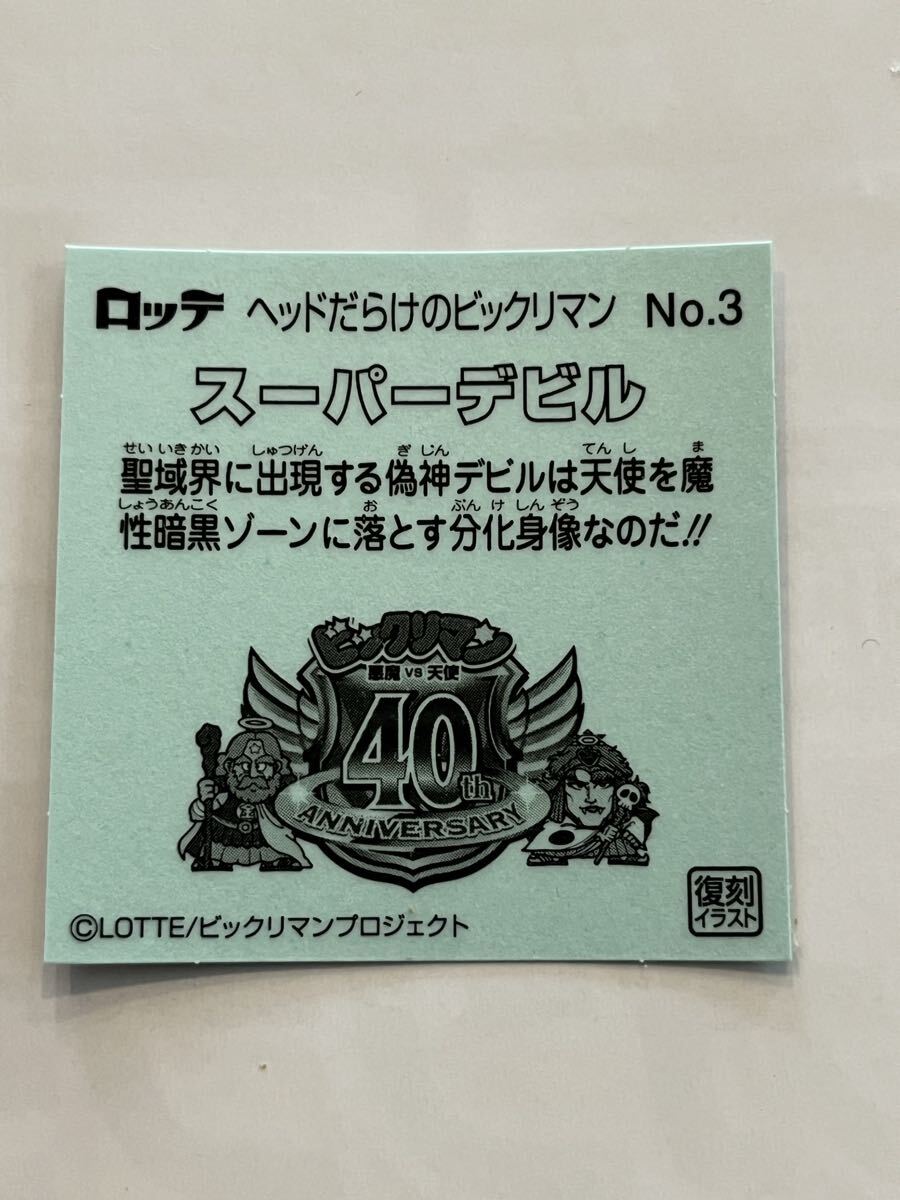 ロッテ ヘッドだらけのビックリマン No.3
スーパーデビル
せいいきかい しゅつげん ぎじん てんし ま
聖域界に出現する偽神デビルは天使を魔
しょうあんこく お ぶんけしんぞう
性暗黒ゾーンに落とす分化身像なのだ!!
ビックリマン
悪魔 VS 天使
40th
ANNIVERSARY
©LOTTE/ビックリマンプロジェクト
復刻
イラスト